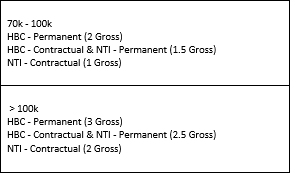 70k - 100k
HBC - Permanent (2 Gross)
HBC - Contractual & NTI - Permanent (1.5 Gross)
NTI - Contractual (1 Gross)
> 100k
HBC - Permanent (3 Gross)
HBC - Contractual & NTI - Permanent (2.5 Gross)
NTI - Contractual (2 Gross)